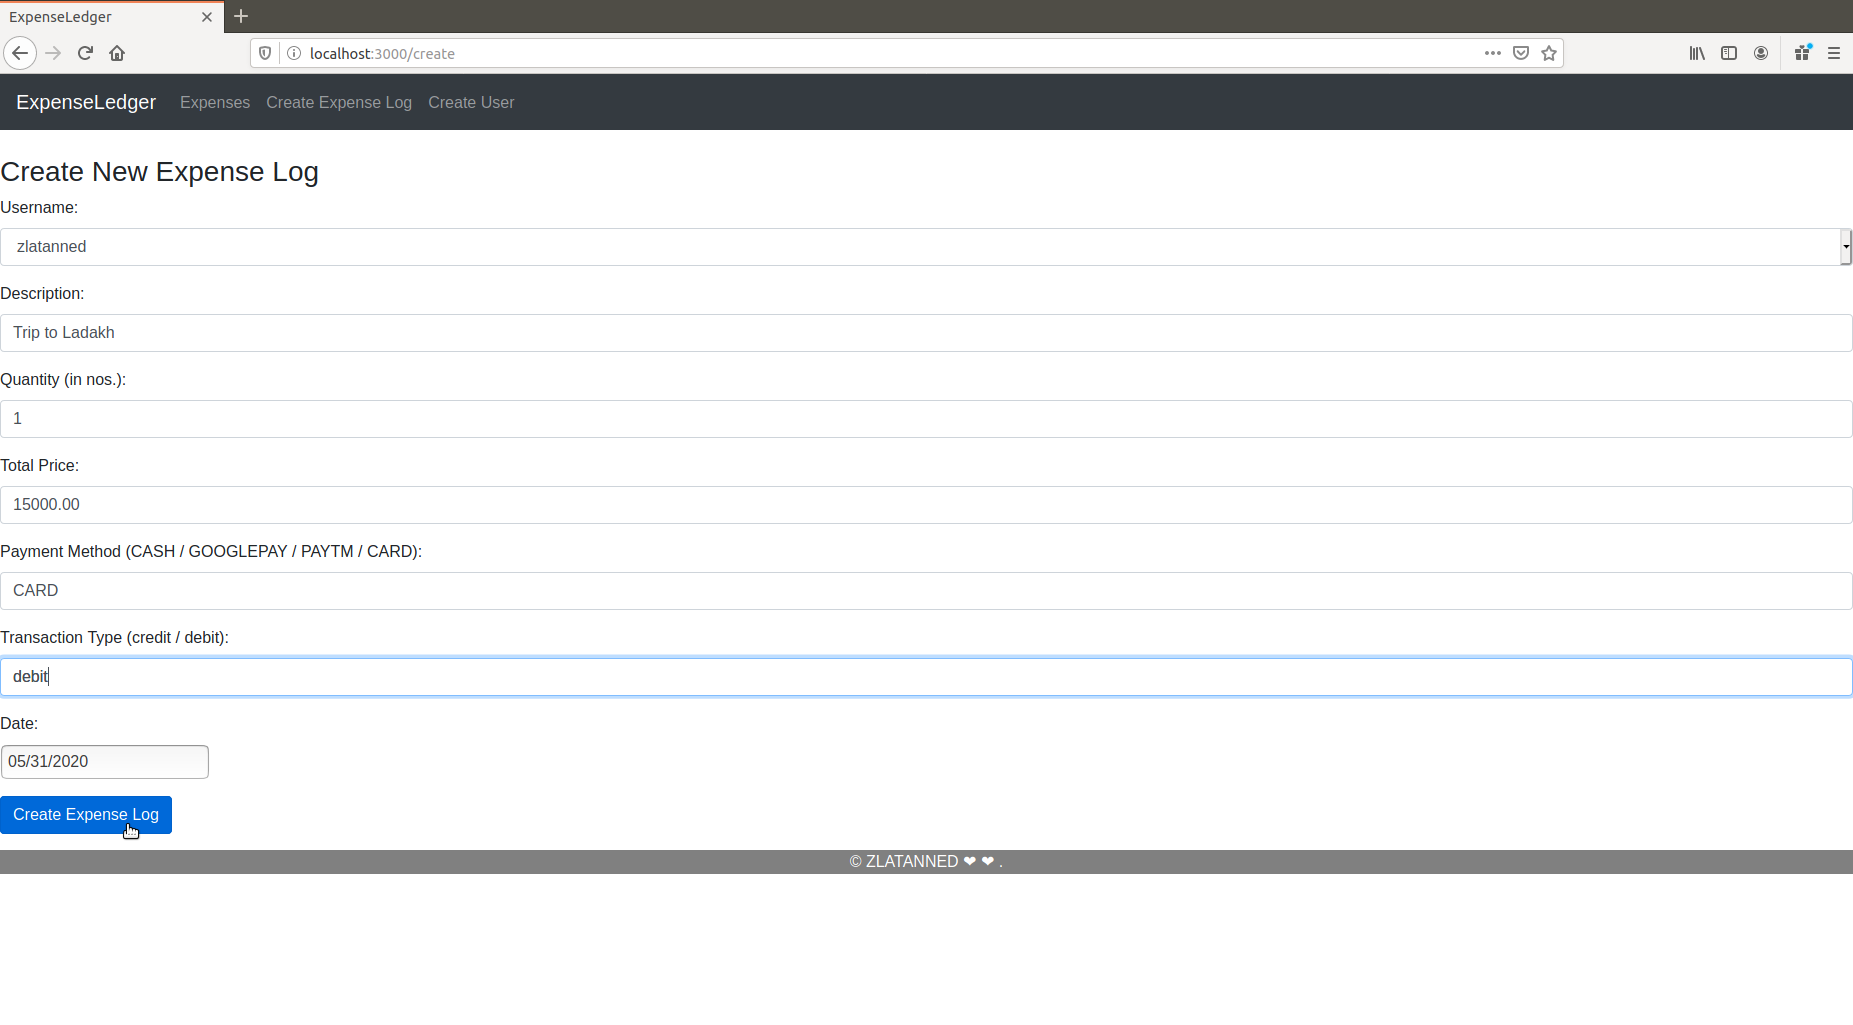 ExpenseLedger
localhost:3000/create
ExpenseLedger Expenses Create Expense Log Create User
Create New Expense Log
Username:
zlatanned
Description:
Trip to Ladakh
Quantity (in nos.):
1
Total Price:
15000.00
Payment Method (CASH / GOOGLEPAY / PAYTM / CARD):
CARD
Transaction Type (credit / debit):
debit
Date:
05/31/2020
Create Expense Log
© ZLATANNED ❤ ❤ .